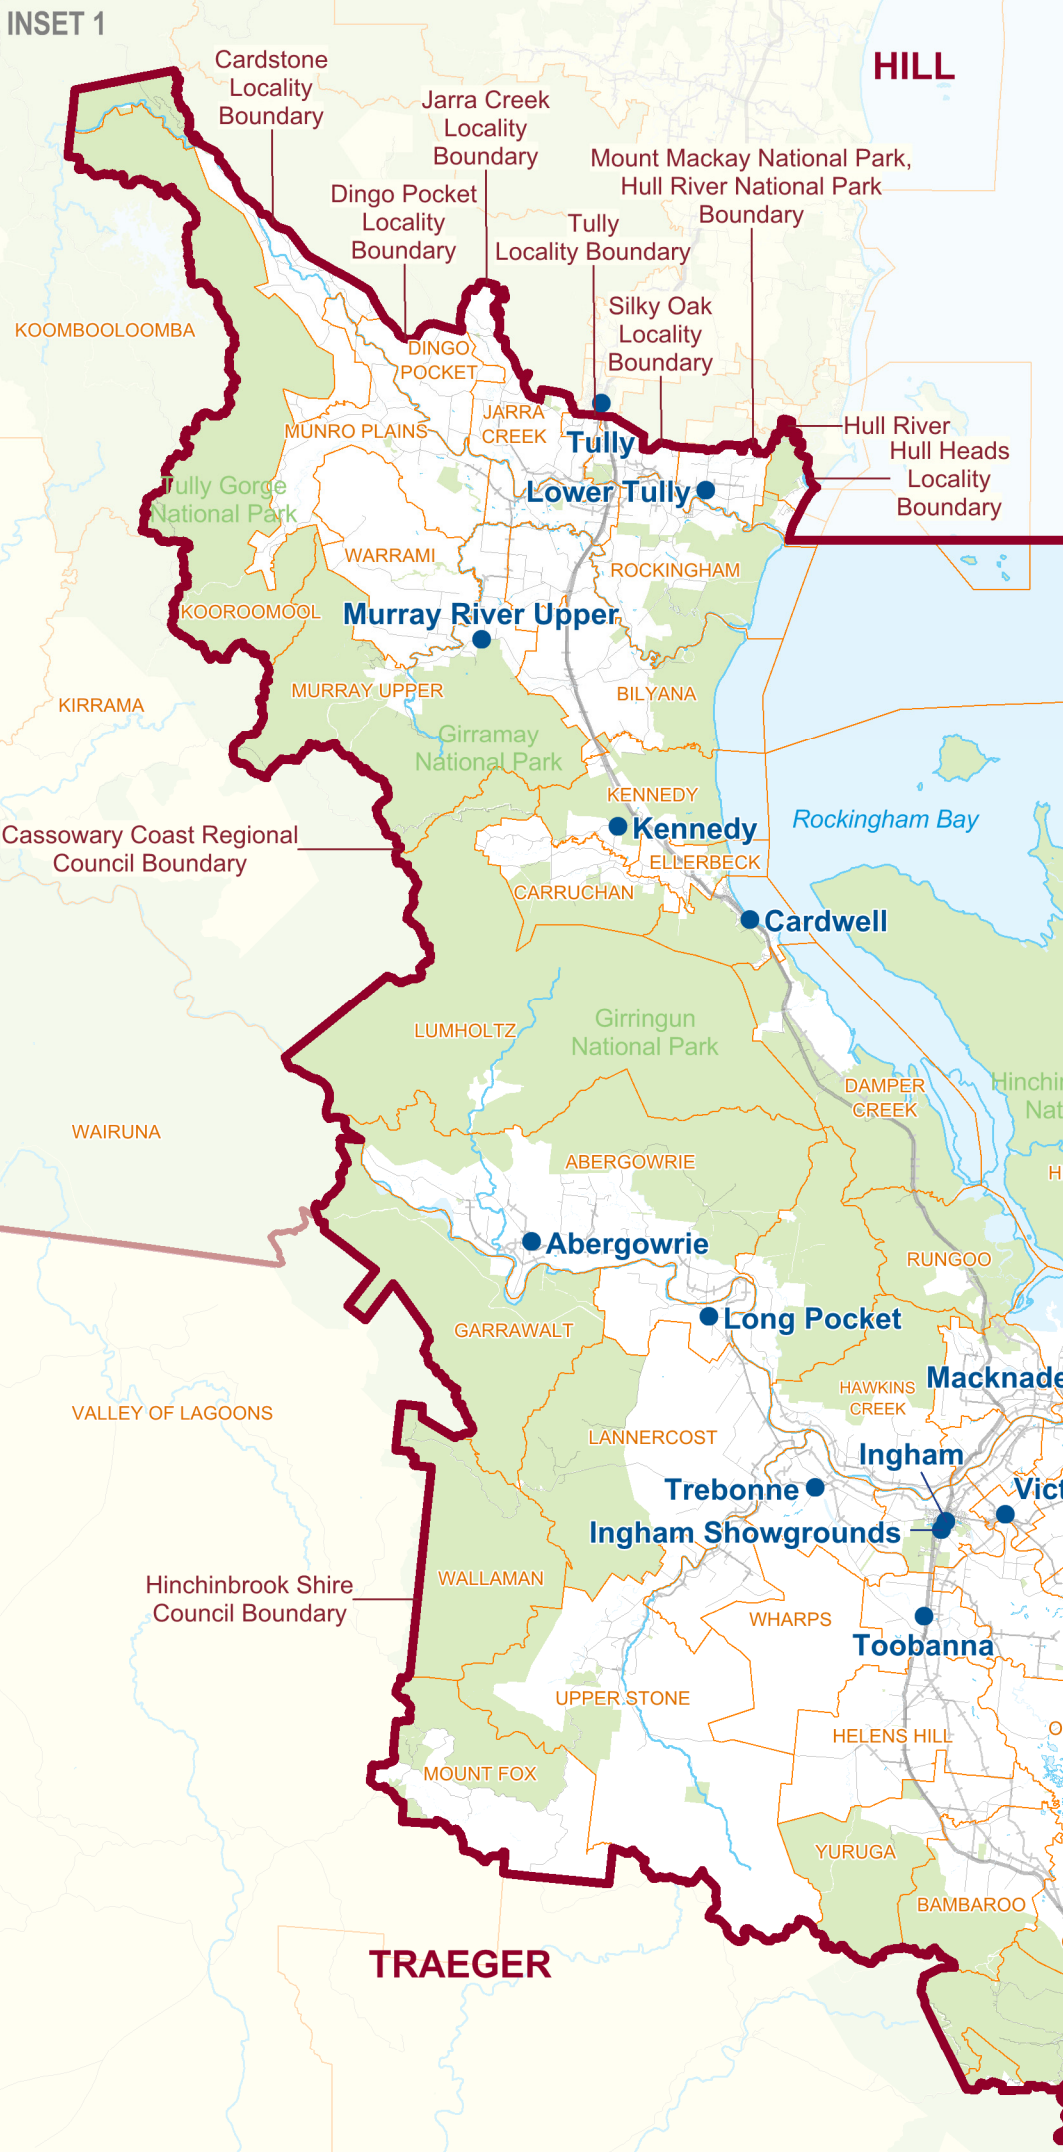 INSET 1
HILL
Cardstone
Locality
Boundary
Jarra Creek
Locality
Boundary
Mount Mackay National Park,
Hull River National Park
Boundary
Dingo Pocket
Locality
Boundary
Tully
Locality Boundary
Silky Oak
Locality
Boundary
KOOMBOOLOOMBA
DINGO
POCKET
JARRA
CREEK
MUNRO PLAINS
Tully
Hull River
Hull Heads
Locality
Boundary
Tully Gorge
National Park
Lower Tully
WARRAMI
ROCKINGHAM
KOOROOMOOL
Murray River Upper
MURRAY UPPER
BILYANA
KIRRAMA
Girramay
National Park
KENNEDY
Kennedy
Rockingham Bay
Cassowary Coast Regional
Council Boundary
ELLERBECK
CARRUCHAN
Cardwell
LUMHOLTZ
Girringun
National Park
DAMPER
CREEK
Hinchi
Nat
WAIRUNA
ABERGOWRIE
H
Abergowrie
RUNGOO
GARRAWALT
Long Pocket
Macknade
HAWKINS
CREEK
VALLEY OF LAGOONS
LANNERCOST
Ingham
Trebonne
Vict
Ingham Showgrounds
Hinchinbrook Shire
Council Boundary
WALLAMAN
WHARPS
Toobanna
UPPER STONE
HELENS HILL
O
MOUNT FOX
YURUGA
BAMBAROO
TRAEGER